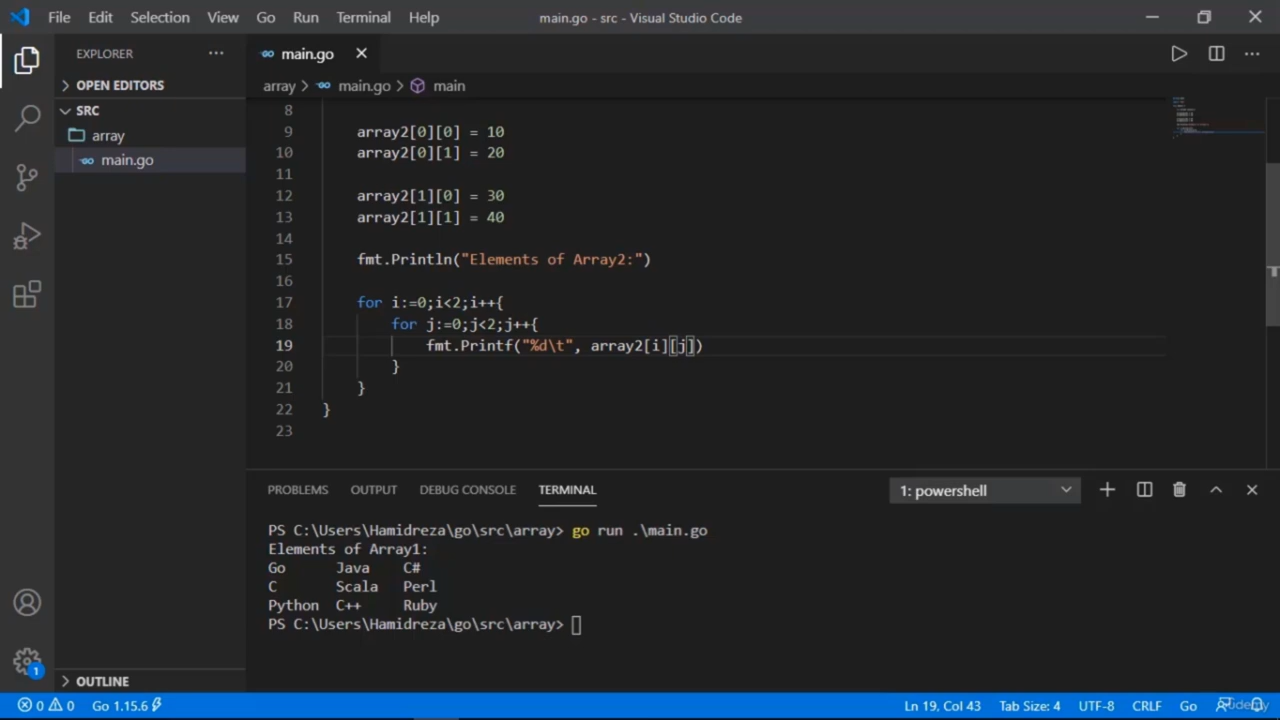 File Edit Selection View Go Run Terminal Help main.go - src - Visual Studio Code
EXPLORER
main.go
OPEN EDITORS
SRC
array
main.go
array > main.go > main
8
9 array2[0][0] = 10
10 array2[0][1] = 20
11
12 array2[1][0] = 30
13 array2[1][1] = 40
14
15 fmt.Println("Elements of Array2:")
16
17 for i:=0;i<2;i++{
18 for j:=0;j<2;j++{
19 fmt.Printf("%d\t", array2[i][j])
20 }
21 }
22 }
23
PROBLEMS OUTPUT DEBUG CONSOLE TERMINAL 1: powershell
PS C:\Users\Hamidreza\go\src\array> go run .\main.go
Elements of Array1:
Go Java C#
C Scala Perl
Python C++ Ruby
PS C:\Users\Hamidreza\go\src\array>
1
OUTLINE
0 0 Go 1.15.6 Ln 19, Col 43 Tab Size: 4 UTF-8 CRLF Go
Udemy